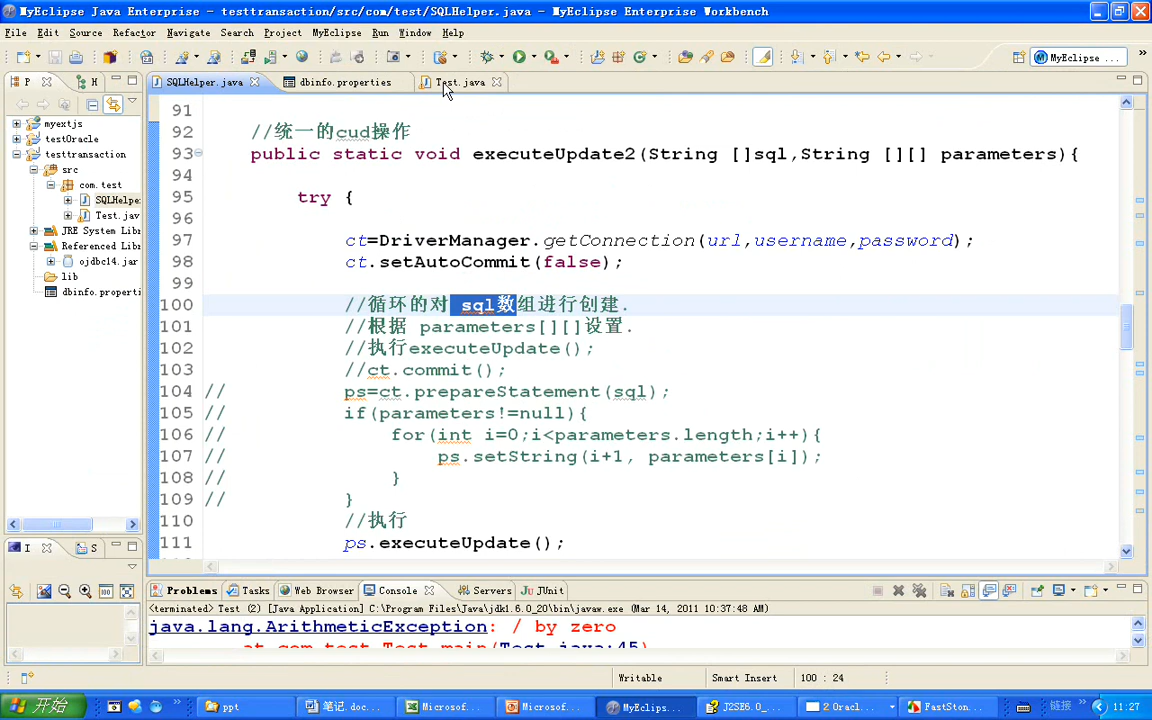 MyEclipse Java Enterprise - testtransaction/src/com/test/SQLHelper.java - MyEclipse Enterprise Workbench
File Edit Source Refactor Navigate Search Project MyEclipse Run Window Help
MyEclipse ...
P H SQLHelper.java dbinfo.properties Test.java
myextjs
testOracle
testtransaction
src
com.test
SQLHelpe
Test.jav
JRE System Lib
Referenced Libr
ojdbc14.jar
lib
dbinfo.properti
I S
91
92 //统一的cud操作
93 public static void executeUpdate2(String []sql,String [][] parameters){
94
95 try {
96
97 ct=DriverManager.getConnection(url,username,password);
98 ct.setAutoCommit(false);
99
100 //循环的对 sql数组进行创建.
101 //根据 parameters[][]设置.
102 //执行executeUpdate();
103 //ct.commit();
104 // ps=ct.prepareStatement(sql);
105 // if(parameters!=null){
106 // for(int i=0;i<parameters.length;i++){
107 // ps.setString(i+1, parameters[i]);
108 // }
109 // }
110 //执行
111 ps.executeUpdate();
Problems Tasks Web Browser Console Servers JUnit
<terminated> Test (2) [Java Application] C:\Program Files\Java\jdk1.6.0_20\bin\javaw.exe (Mar 14, 2011 10:37:48 AM)
java.lang.ArithmeticException: / by zero
at com.test.Test.main(Test.java:45)
Writable Smart Insert 100 : 24
开始 ppt 笔记.doc... Microsof... Microsof... MyEclips... J2SE6.0_... 2 Oracl... FastSton... 链接 11:27